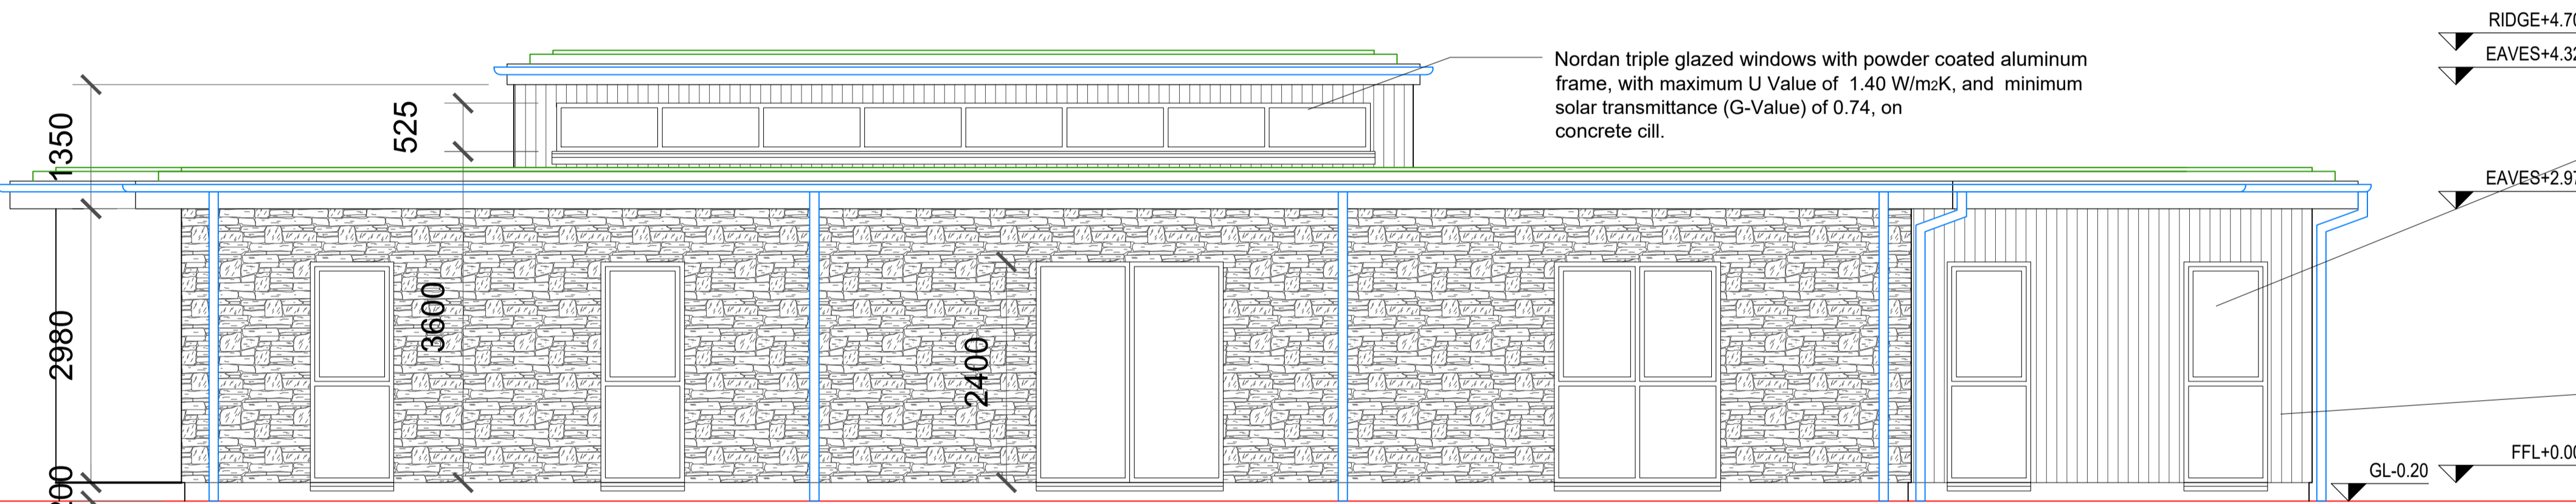 RIDGE+4.70
EAVES+4.32
Nordan triple glazed windows with powder coated aluminum
frame, with maximum U Value of 1.40 W/m2K, and minimum
solar transmittance (G-Value) of 0.74, on
concrete cill.
1350
525
EAVES+2.97
2980
3600
2400
FFL+0.00
GL-0.20